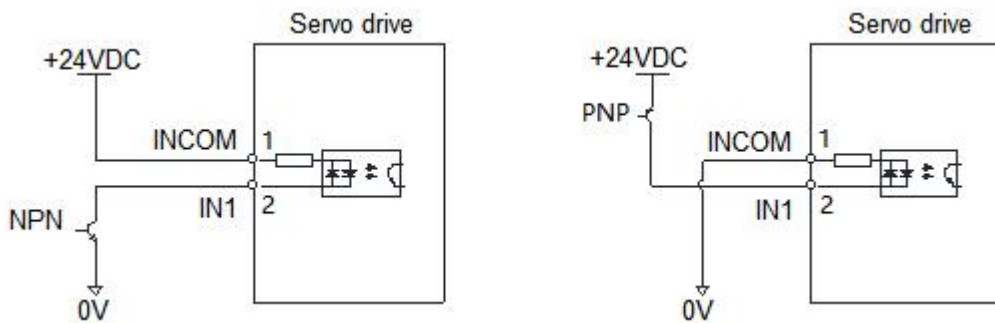 Servo drive
+24VDC
INCOM
1
IN1
2
NPN
0V
Servo drive
+24VDC
PNP
INCOM
1
IN1
2
0V